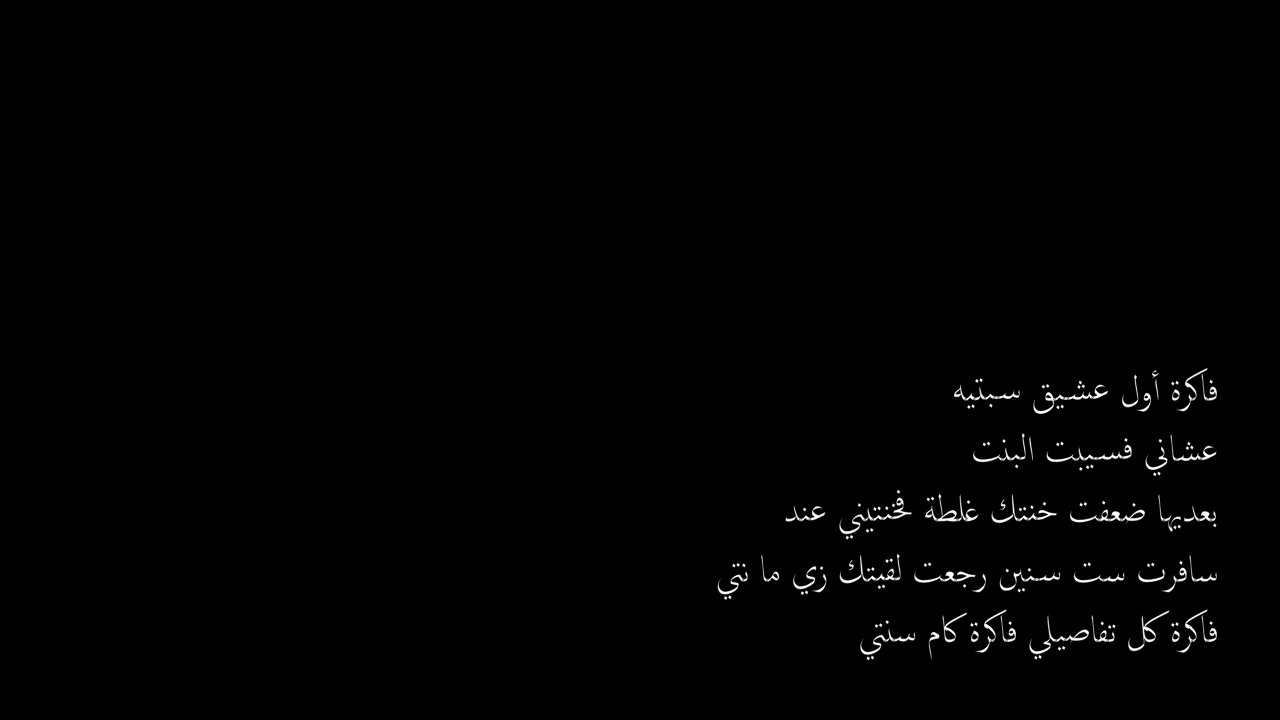 فاكرة أول عشيق سبتيه
عشاني فسيبت البنت
بعديها ضعفت خنتك غلطة فخنتيني عند
سافرت ست سنين رجعت لقيتك زي ما نتي
فاكرة كل تفاصيلي فاكرة كام سنتي